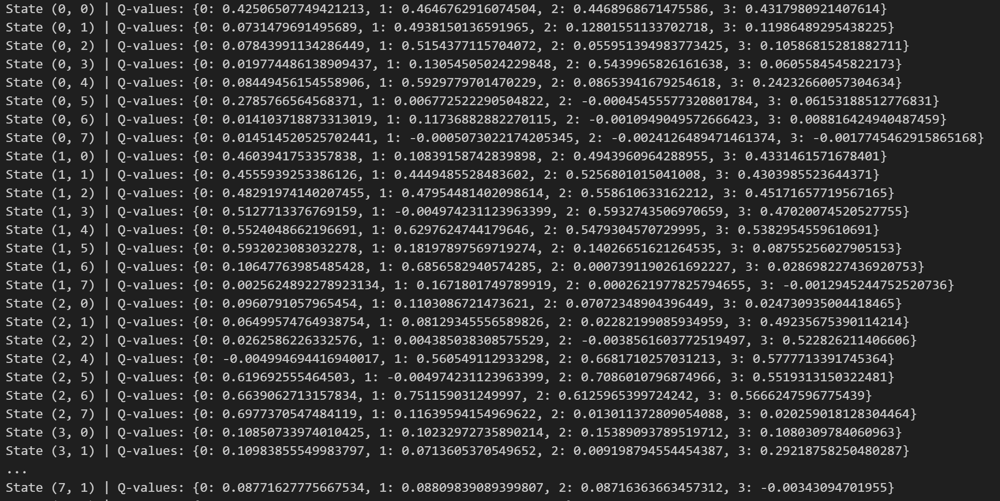 State (0, 0) | Q-values: {0: 0.42506507749421213, 1: 0.4646762916074504, 2: 0.4468968671475586, 3: 0.4317980921407614}
State (0, 1) | Q-values: {0: 0.0731479691495689, 1: 0.4938150136591965, 2: 0.12801551133702718, 3: 0.11986489295438225}
State (0, 2) | Q-values: {0: 0.07843991134286449, 1: 0.5154377115704072, 2: 0.055951394983773425, 3: 0.10586815281882711}
State (0, 3) | Q-values: {0: 0.019774486138909437, 1: 0.13054505024229848, 2: 0.5439965826161638, 3: 0.0605584545822173}
State (0, 4) | Q-values: {0: 0.08449456154558906, 1: 0.5929779701470229, 2: 0.08653941679254618, 3: 0.24232660057304634}
State (0, 5) | Q-values: {0: 0.2785766564568371, 1: 0.006772522290504822, 2: -0.00045455577320801784, 3: 0.06153188512776831}
State (0, 6) | Q-values: {0: 0.014103718873313019, 1: 0.11736882882270115, 2: -0.0010949049572666423, 3: 0.008816424940487459}
State (0, 7) | Q-values: {0: 0.014514520525702441, 1: -0.0005073022174205345, 2: -0.0024126489471461374, 3: -0.0017745462915865168}
State (1, 0) | Q-values: {0: 0.4603941753357838, 1: 0.10839158742839898, 2: 0.4943960964288955, 3: 0.4331461571678401}
State (1, 1) | Q-values: {0: 0.4555939253386126, 1: 0.4449485528483602, 2: 0.5256801015041008, 3: 0.4303985523644371}
State (1, 2) | Q-values: {0: 0.48291974140207455, 1: 0.47954481402098614, 2: 0.558610633162212, 3: 0.45171657719567165}
State (1, 3) | Q-values: {0: 0.5127713376769159, 1: -0.004974231123963399, 2: 0.5932743506970659, 3: 0.47020074520527755}
State (1, 4) | Q-values: {0: 0.5524048662196691, 1: 0.6297624744179646, 2: 0.5479304570729995, 3: 0.5382954559610691}
State (1, 5) | Q-values: {0: 0.5932023083032278, 1: 0.18197897569719274, 2: 0.14026651621264535, 3: 0.08755256027905153}
State (1, 6) | Q-values: {0: 0.10647763985485428, 1: 0.6856582940574285, 2: 0.0007391190261692227, 3: 0.028698227436920753}
State (1, 7) | Q-values: {0: 0.0025624892278923134, 1: 0.1671801749789919, 2: 0.0002621977825794655, 3: -0.0012945244752520736}
State (2, 0) | Q-values: {0: 0.0960791057965454, 1: 0.1103086721473621, 2: 0.07072348904396449, 3: 0.024730935004418465}
State (2, 1) | Q-values: {0: 0.06499574764938754, 1: 0.08129345556589826, 2: 0.02282199085934959, 3: 0.49235675390114214}
State (2, 2) | Q-values: {0: 0.0262586226332576, 1: 0.004385038308575529, 2: -0.0038561603772519497, 3: 0.522826211406606}
State (2, 4) | Q-values: {0: -0.004994694416940017, 1: 0.560549112933298, 2: 0.6681710257031213, 3: 0.5777713391745364}
State (2, 5) | Q-values: {0: 0.619692555464503, 1: -0.004974231123963399, 2: 0.7086010796874966, 3: 0.5519313150322481}
State (2, 6) | Q-values: {0: 0.6639062713157834, 1: 0.751159031249997, 2: 0.6125965399724242, 3: 0.5666247596775439}
State (2, 7) | Q-values: {0: 0.6977370547484119, 1: 0.11639594154969622, 2: 0.013011372809054088, 3: 0.020259018128304464}
State (3, 0) | Q-values: {0: 0.10850733974010425, 1: 0.10232972735890214, 2: 0.15389093789519712, 3: 0.1080309784060963}
State (3, 1) | Q-values: {0: 0.10983855549983797, 1: 0.0713605370549652, 2: 0.009198794554454387, 3: 0.29218758250480287}
...
State (7, 1) | Q-values: {0: 0.08771627775667534, 1: 0.08809839089399807, 2: 0.08716363663457312, 3: -0.00343094701955}